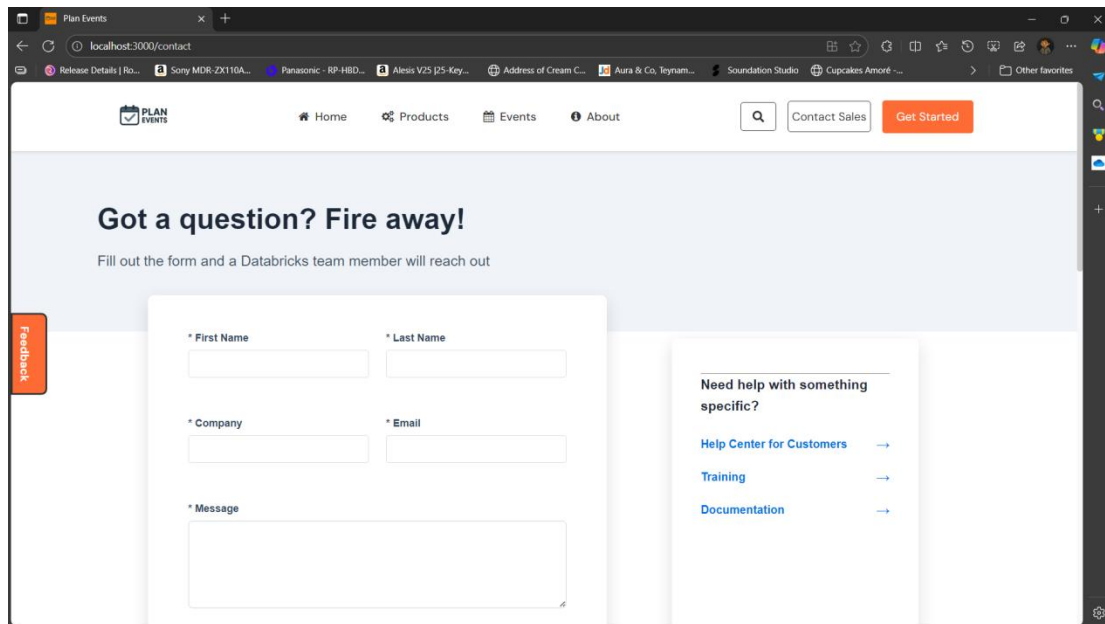 Plan Events
localhost:3000/contact
Release Details | Ro...
Sony MDR-ZX110A...
Panasonic - RP-HBD...
Alesis V25 |25-Key...
Address of Cream C...
Aura & Co, Teynam...
Soundation Studio
Cupcakes Amoré -...
Other favorites
PLAN
EVENTS
Home
Products
Events
About
Contact Sales
Get Started
Got a question? Fire away!
Fill out the form and a Databricks team member will reach out
Feedback
* First Name
* Last Name
* Company
* Email
* Message
Need help with something
specific?
Help Center for Customers →
Training →
Documentation →